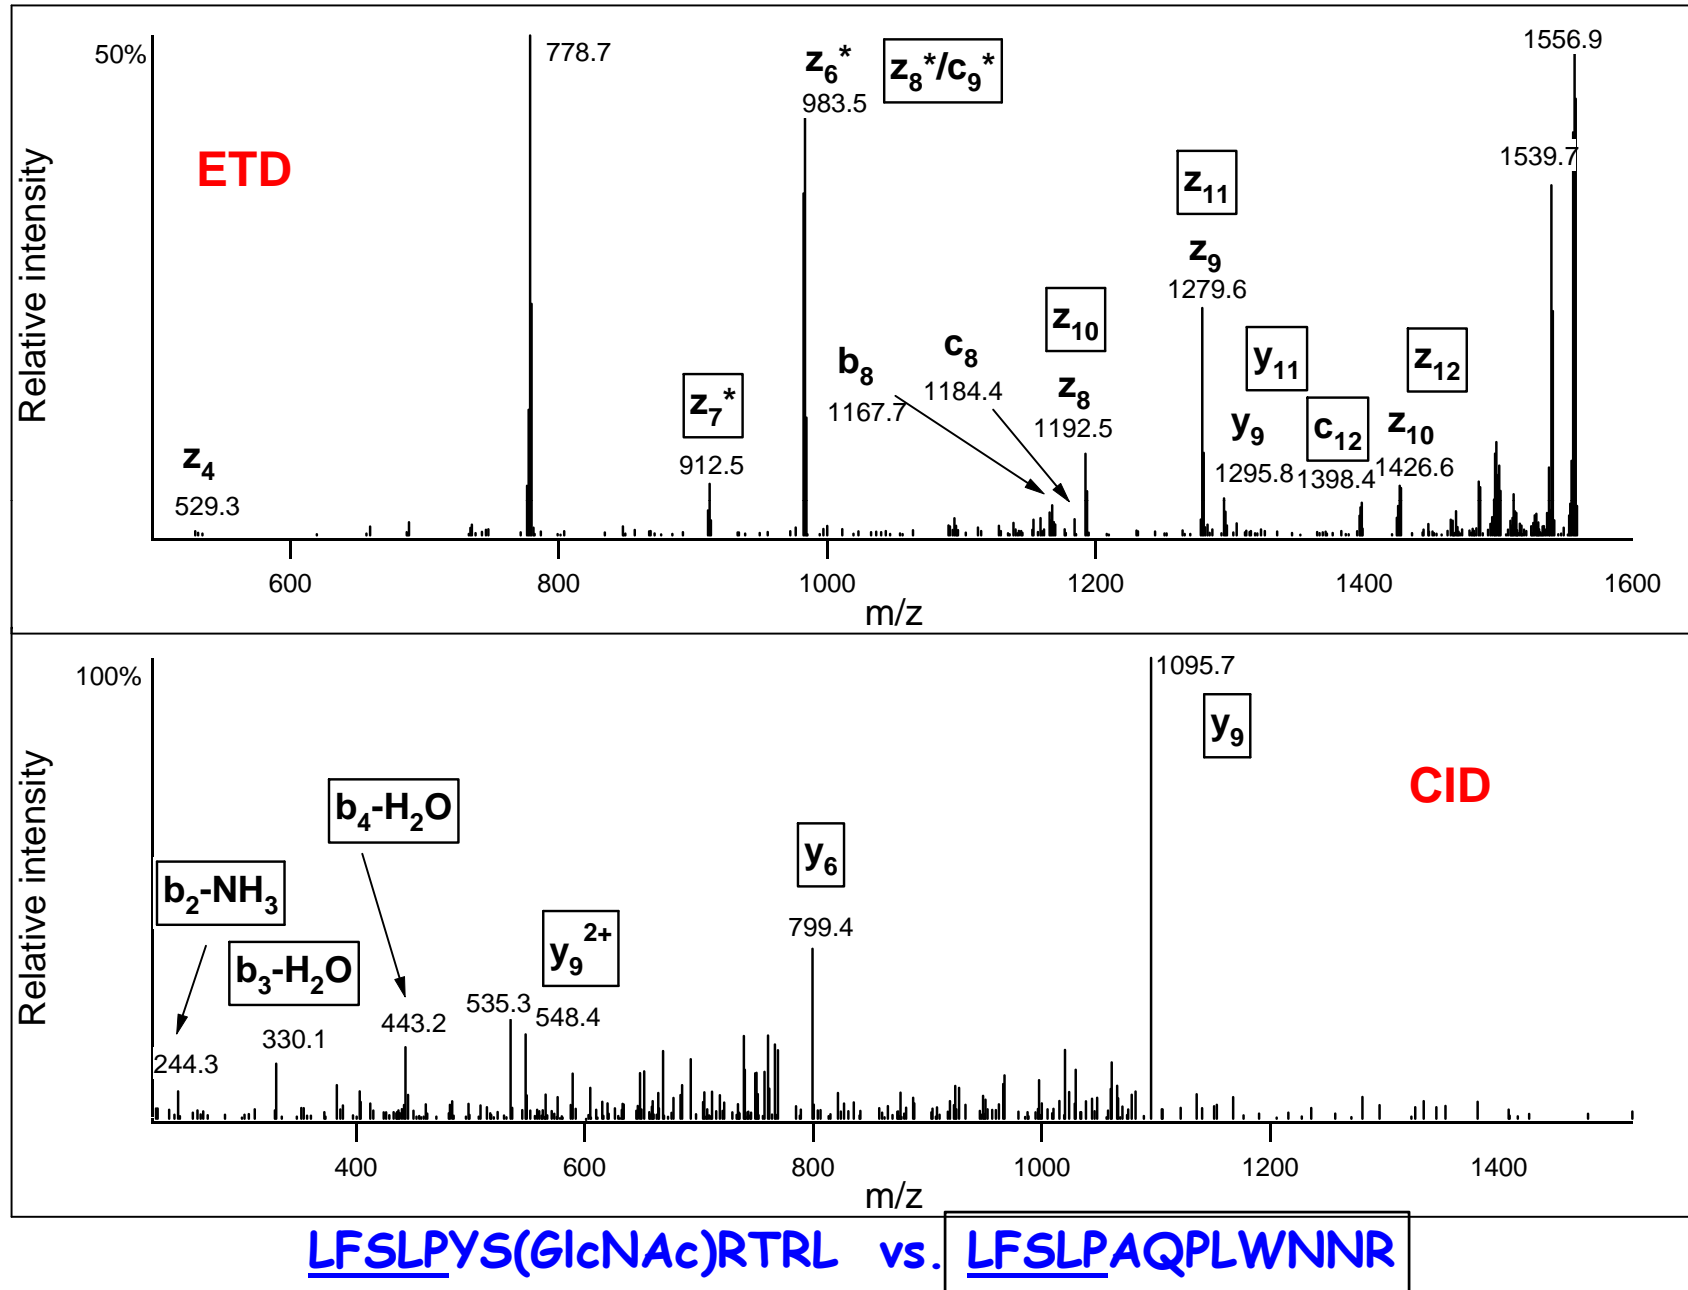 50%
778.7
z6*
983.5
z8*/c9*
1556.9
1539.7
ETD
z11
z9
1279.6
z10
z8
1192.5
c8
1184.4
b8
1167.7
z7*
912.5
y11
y9
1295.8
c12
1398.4
z12
z10
1426.6
z4
529.3
Relative intensity
600 800 1000 1200 1400 1600
m/z
100%
1095.7
y9
CID
b4-H2O
443.2
y6
799.4
b2-NH3
244.3
b3-H2O
330.1
y9 2+
535.3
548.4
Relative intensity
400 600 800 1000 1200 1400
m/z
LFSLPYS(GlcNAc)RTRL vs. LFSLPAQPLWNNR